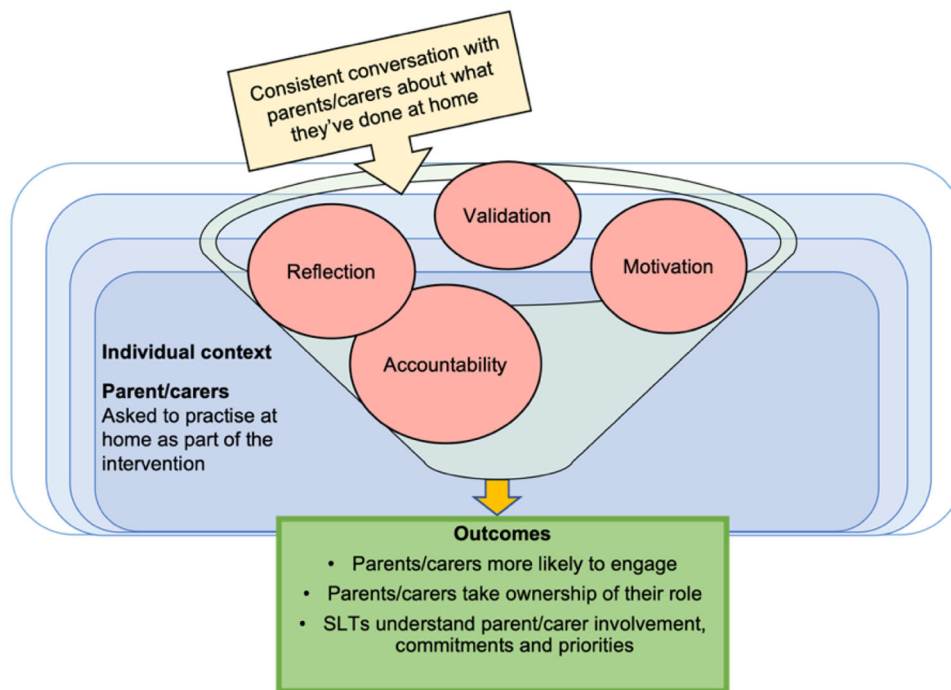 Consistent conversation with
parents/carers about what
they've done at home
Validation
Reflection
Motivation
Accountability
Individual context
Parent/carers
Asked to practise at
home as part of the
intervention
Outcomes
• Parents/carers more likely to engage
• Parents/carers take ownership of their role
• SLTs understand parent/carer involvement,
commitments and priorities